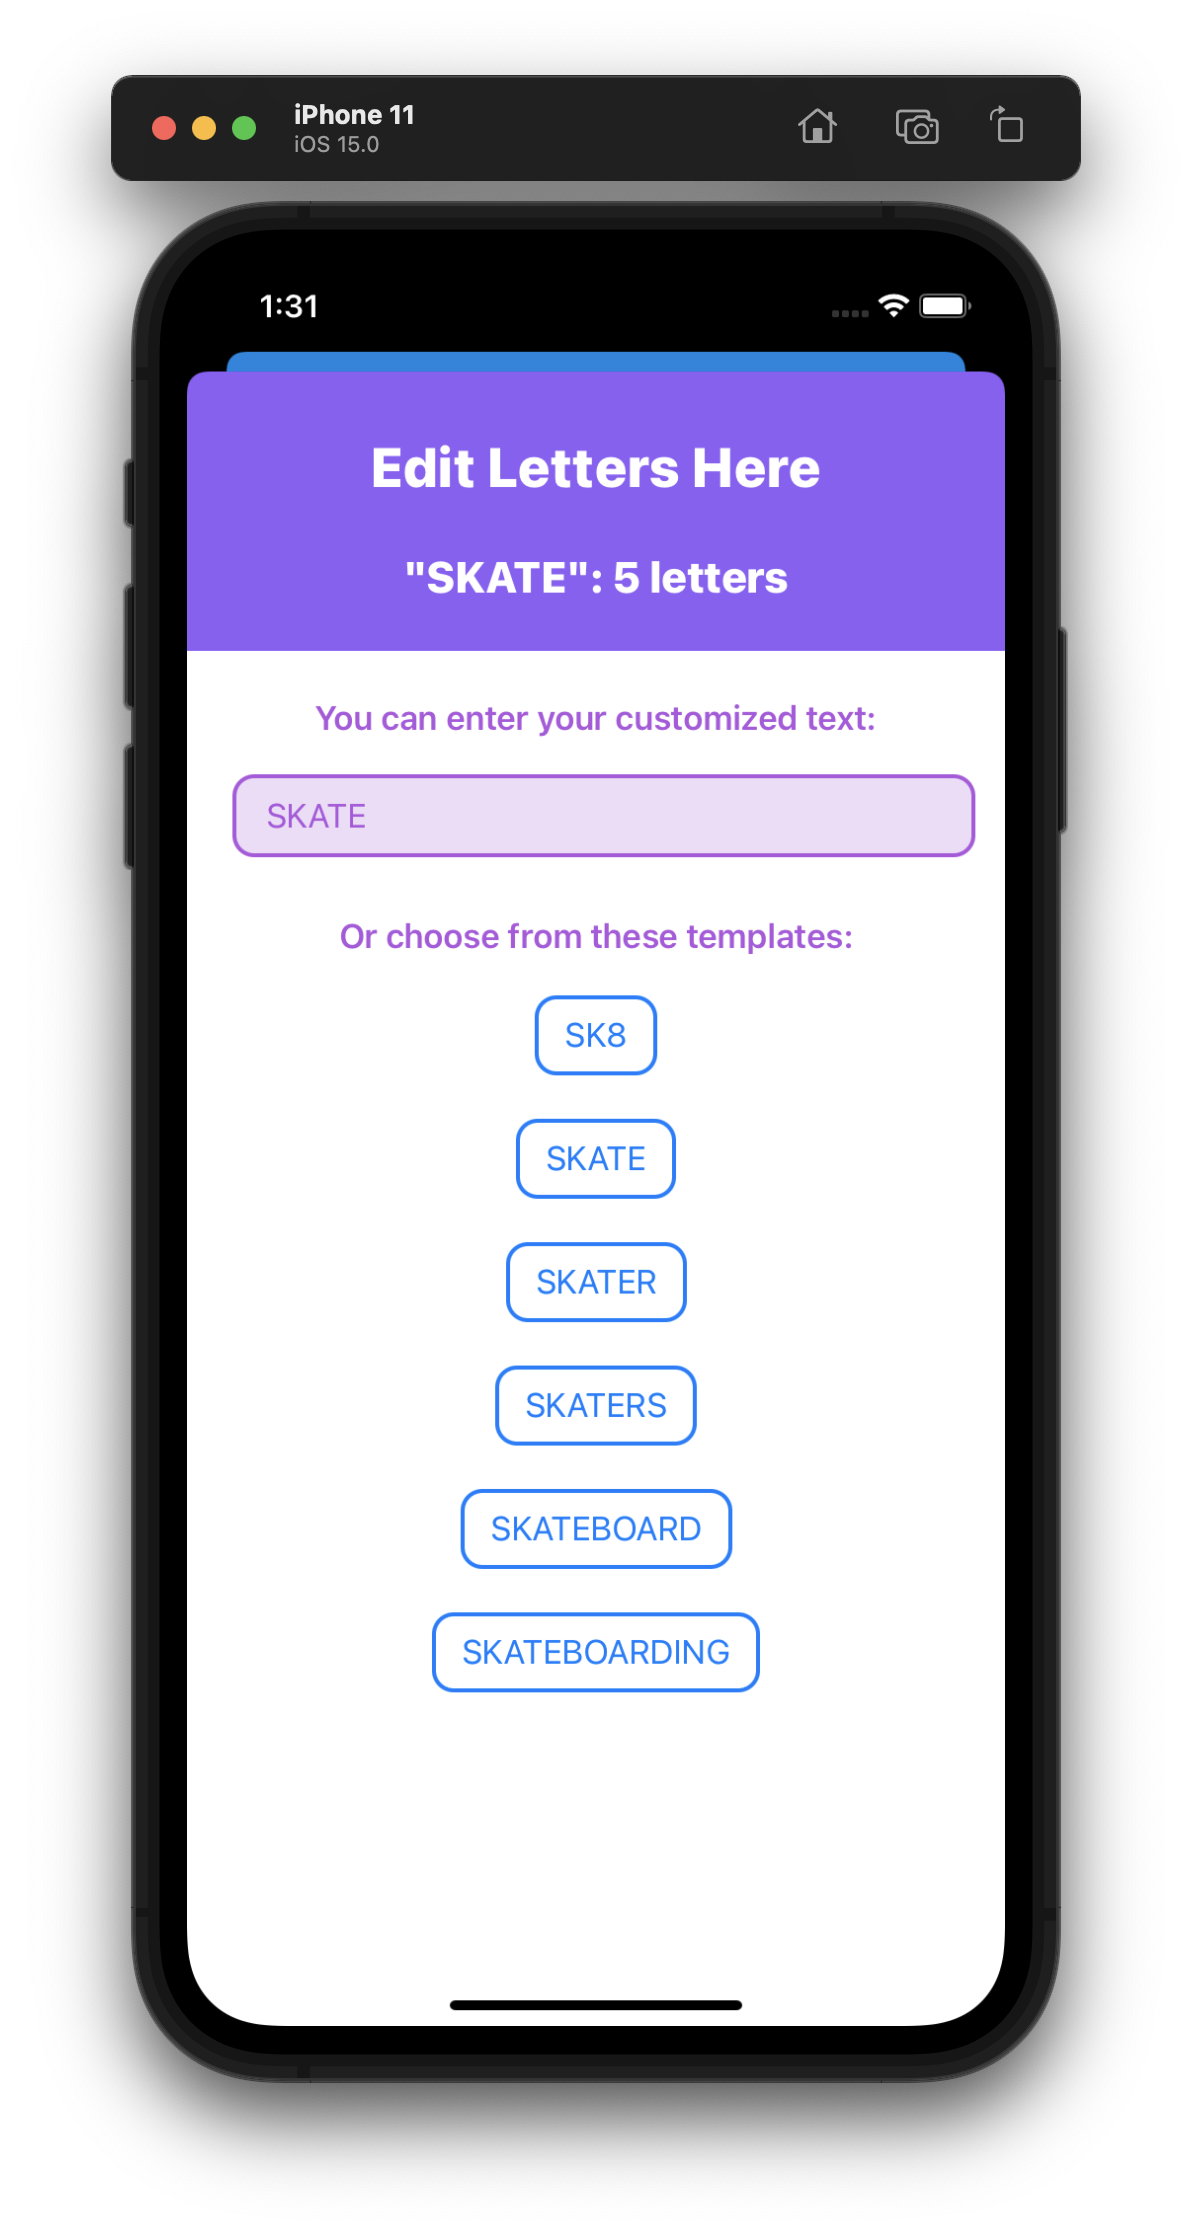 iPhone 11
iOS 15.0
1:31
Edit Letters Here
"SKATE": 5 letters
You can enter your customized text:
SKATE
Or choose from these templates:
SK8
SKATE
SKATER
SKATERS
SKATEBOARD
SKATEBOARDING